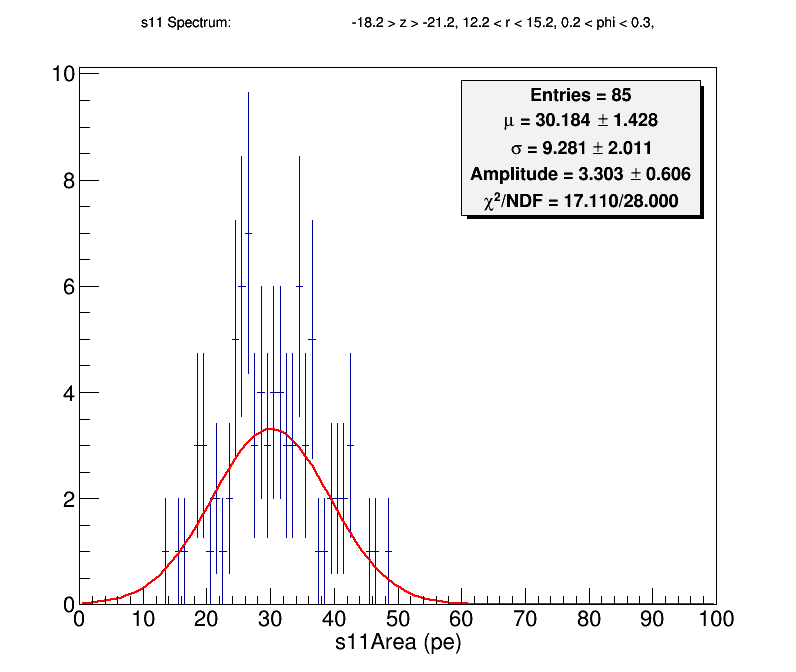 s11 Spectrum: -18.2 > z > -21.2, 12.2 < r < 15.2, 0.2 < phi < 0.3,
Entries = 85
μ = 30.184 ± 1.428
σ = 9.281 ± 2.011
Amplitude = 3.303 ± 0.606
χ²/NDF = 17.110/28.000
10
8
6
4
2
0
0 10 20 30 40 50 60 70 80 90 100
s11Area (pe)